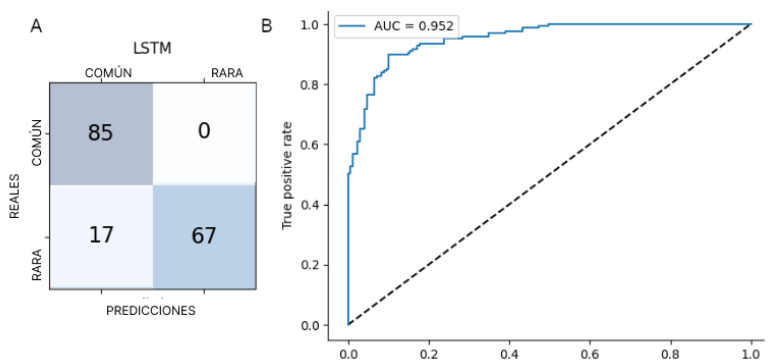 A
LSTM
COMÚN RARA
COMÚN
RARA
REALES
85 0
17 67
PREDICCIONES
B
AUC = 0.952
True positive rate
1.0
0.8
0.6
0.4
0.2
0.0
0.0 0.2 0.4 0.6 0.8 1.0